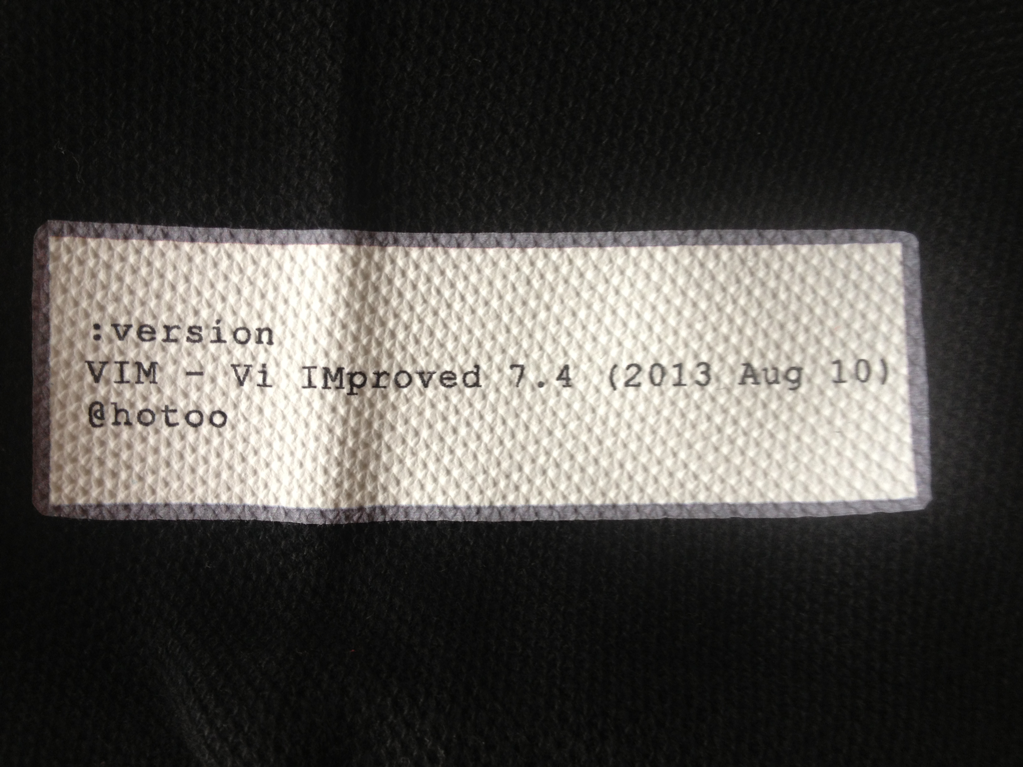 :version
VIM - Vi IMproved 7.4 (2013 Aug 10)
@hotoo